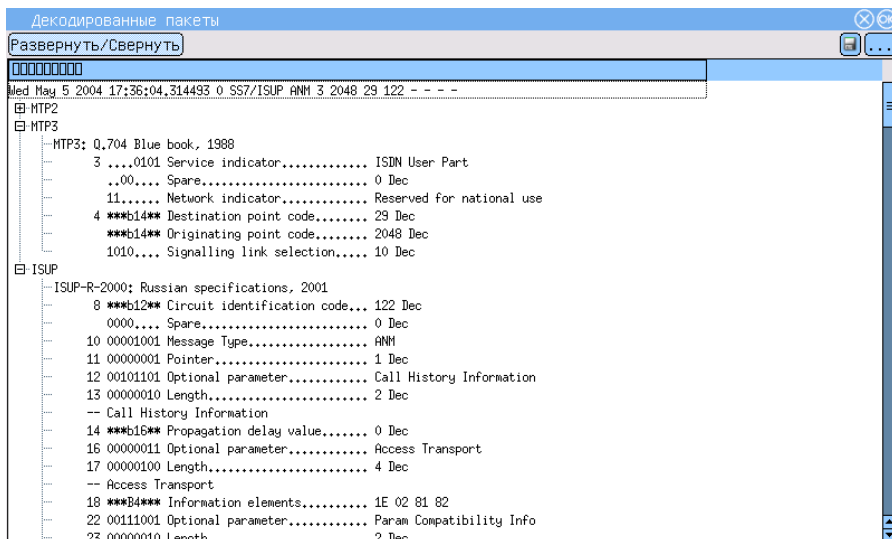 Декодированные пакеты
Развернуть/Свернуть
...
Wed May 5 2004 17:36:04.314493 0 SS7/ISUP ANM 3 2048 29 122 - - - -
MTP2
MTP3
MTP3: Q.704 Blue book, 1988
3 ....0101 Service indicator............. ISDN User Part
..00.... Spare......................... 0 Dec
11...... Network indicator............. Reserved for national use
4 ***b14** Destination point code........ 29 Dec
***b14** Originating point code........ 2048 Dec
1010.... Signalling link selection..... 10 Dec
ISUP
ISUP-R-2000: Russian specifications, 2001
8 ***b12** Circuit identification code... 122 Dec
0000.... Spare......................... 0 Dec
10 00001001 Message Type.................. ANM
11 00000001 Pointer....................... 1 Dec
12 00101101 Optional parameter............ Call History Information
13 00000010 Length........................ 2 Dec
-- Call History Information
14 ***b16** Propagation delay value....... 0 Dec
16 00000011 Optional parameter............ Access Transport
17 00000100 Length........................ 4 Dec
-- Access Transport
18 ***B4*** Information elements.......... 1E 02 81 82
22 00111001 Optional parameter............ Param Compatibility Info
23 00000010 Length........................ 2 Dec